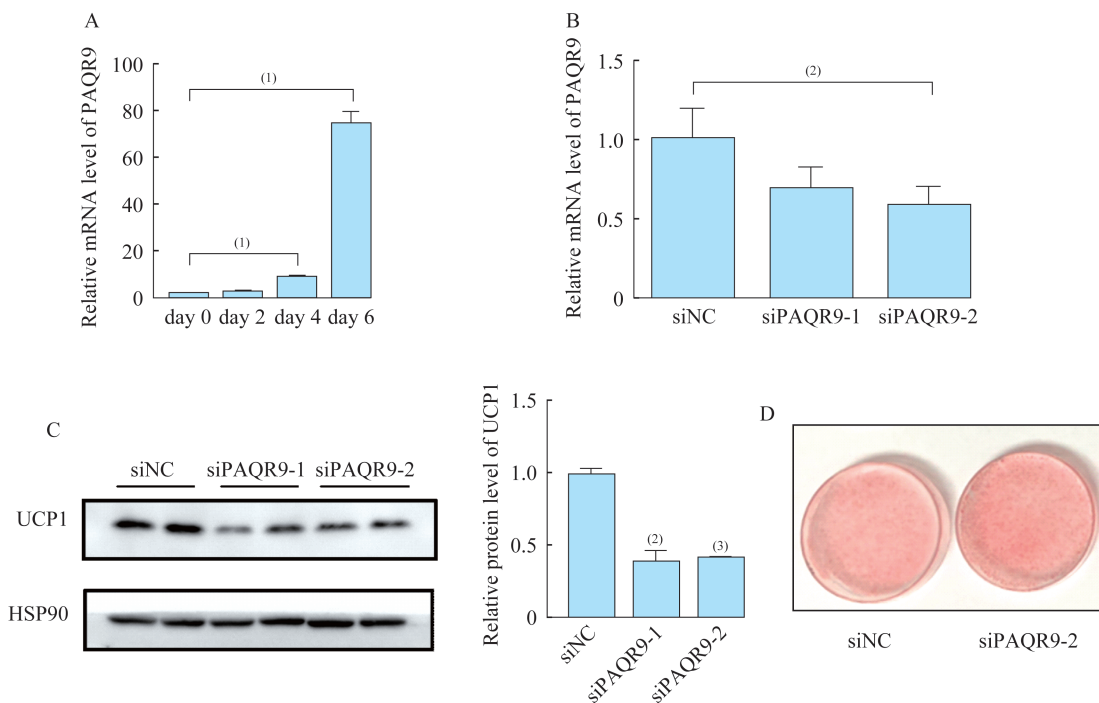 A
Relative mRNA level of PAQR9
100
80
60
40
20
0
(1)
(1)
day 0 day 2 day 4 day 6
B
Relative mRNA level of PAQR9
1.5
1.0
0.5
0
(2)
siNC siPAQR9-1 siPAQR9-2
C
siNC siPAQR9-1 siPAQR9-2
UCP1
HSP90
Relative protein level of UCP1
1.5
1.0
0.5
0
(2)
(3)
siNC
siPAQR9-1
siPAQR9-2
D
siNC siPAQR9-2